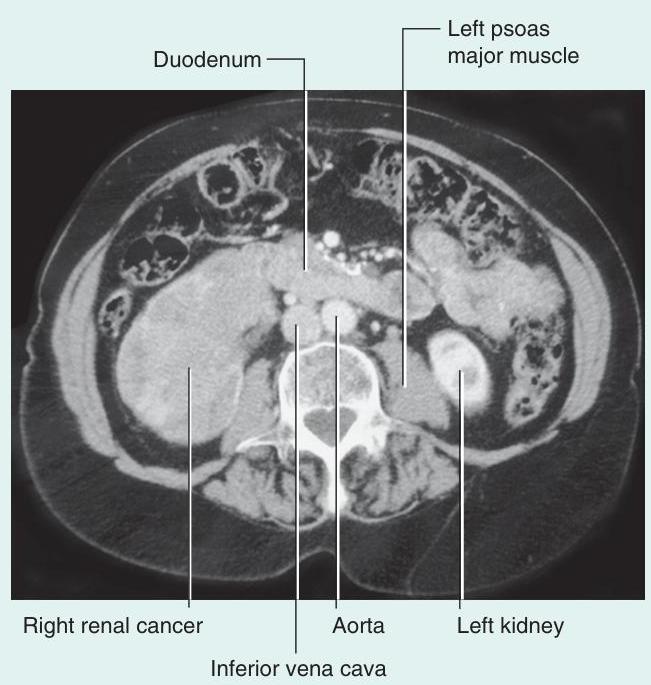 Left psoas
major muscle
Duodenum
Right renal cancer
Aorta
Left kidney
Inferior vena cava